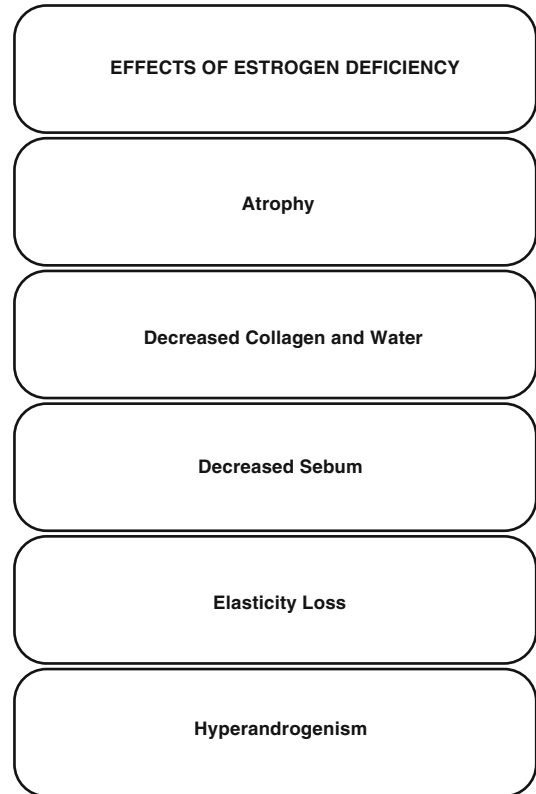 EFFECTS OF ESTROGEN DEFICIENCY
Atrophy
Decreased Collagen and Water
Decreased Sebum
Elasticity Loss
Hyperandrogenism